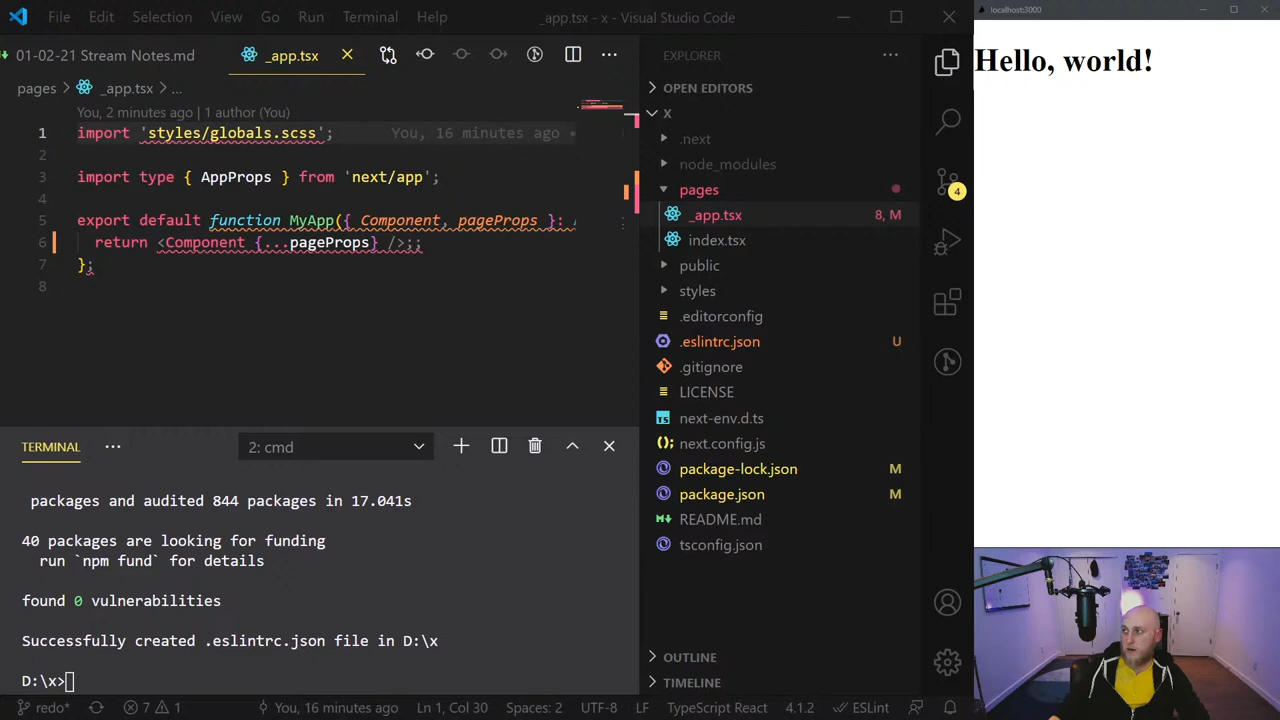 File Edit Selection View Go Run Terminal Help
_app.tsx - x - Visual Studio Code
01-02-21 Stream Notes.md
_app.tsx
pages > _app.tsx > ...
You, 2 minutes ago | 1 author (You)
1 import 'styles/globals.scss'; You, 16 minutes ago •
2
3 import type { AppProps } from 'next/app';
4
5 export default function MyApp({ Component, pageProps }:
6 return <Component {...pageProps} />;;
7 };
8
TERMINAL ... 2: cmd
packages and audited 844 packages in 17.041s
40 packages are looking for funding
run `npm fund` for details
found 0 vulnerabilities
Successfully created .eslintrc.json file in D:\x
D:\x>
EXPLORER
OPEN EDITORS
X
.next
node_modules
pages
_app.tsx 8, M
index.tsx
public
styles
.editorconfig
.eslintrc.json U
.gitignore
LICENSE
next-env.d.ts
next.config.js
package-lock.json M
package.json M
README.md
tsconfig.json
OUTLINE
TIMELINE
4
redo* 7 1 You, 16 minutes ago Ln 1, Col 30 Spaces: 2 UTF-8 LF TypeScript React 4.1.2 ESLint
localhost:3000
Hello, world!